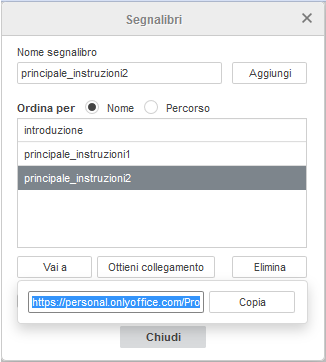 Segnalibri
Nome segnalibro
principale_instruzioni2 Aggiungi
Ordina per Nome Percorso
introduzione
principale_instruzioni1
principale_instruzioni2
Vai a Ottieni collegamento Elimina
https://personal.onlyoffice.com/Pro Copia
Chiudi